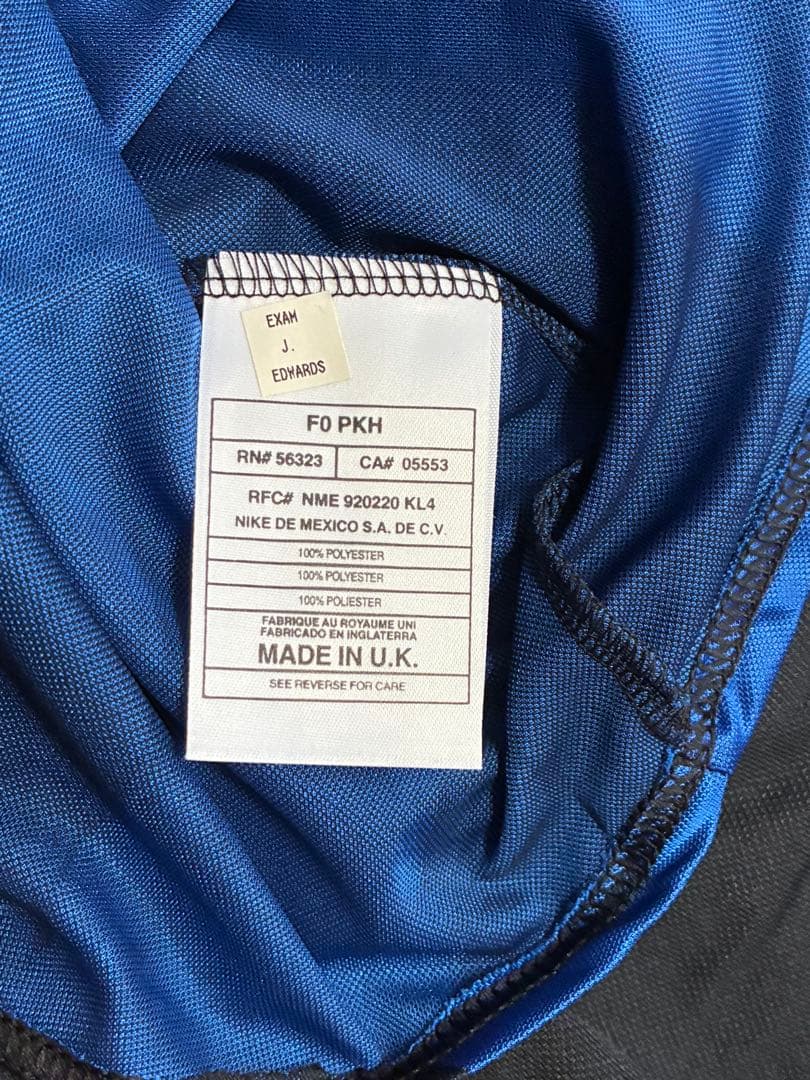 EXAM
J.
EDWARDS
F0 PKH
RN# 56323 CA# 05553
RFC# NME 920220 KL4
NIKE DE MEXICO S.A. DE C.V.
100% POLYESTER
100% POLYESTER
100% POLIESTER
FABRIQUE AU ROYAUME UNI
FABRICADO EN INGLATERRA
MADE IN U.K.
SEE REVERSE FOR CARE